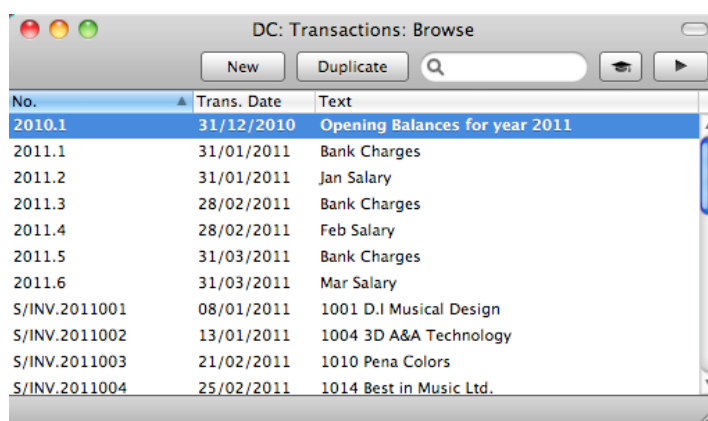 DC: Transactions: Browse
New Duplicate
No. Trans. Date Text
2010.1 31/12/2010 Opening Balances for year 2011
2011.1 31/01/2011 Bank Charges
2011.2 31/01/2011 Jan Salary
2011.3 28/02/2011 Bank Charges
2011.4 28/02/2011 Feb Salary
2011.5 31/03/2011 Bank Charges
2011.6 31/03/2011 Mar Salary
S/INV.2011001 08/01/2011 1001 D.I Musical Design
S/INV.2011002 13/01/2011 1004 3D A&A Technology
S/INV.2011003 21/02/2011 1010 Pena Colors
S/INV.2011004 25/02/2011 1014 Best in Music Ltd.